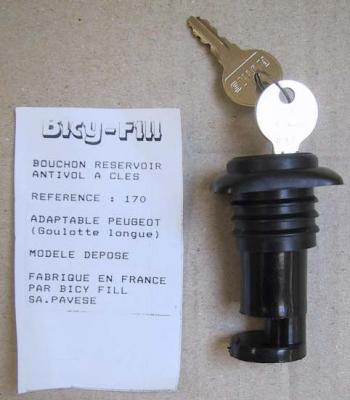 Bicy-Fill
BOUCHON RESERVOIR
ANTIVOL A CLES
REFERENCE : 170
ADAPTABLE PEUGEOT
(Goulotte longue)
MODELE DEPOSE
FABRIQUE EN FRANCE
PAR BICY FILL
SA.PAVESE